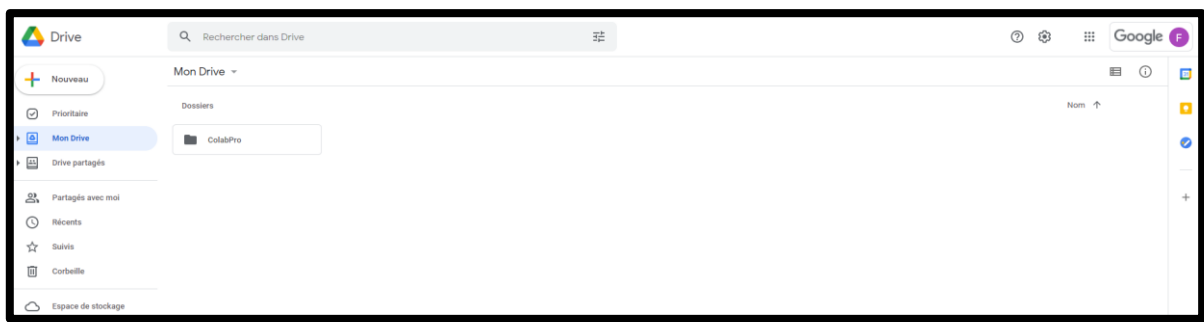 Drive
Rechercher dans Drive
Google
F
Nouveau
Mon Drive
Prioritaire
Dossiers
Nom
Mon Drive
ColabPro
Drive partagés
Partagés avec moi
Récents
Suivis
Corbeille
Espace de stockage